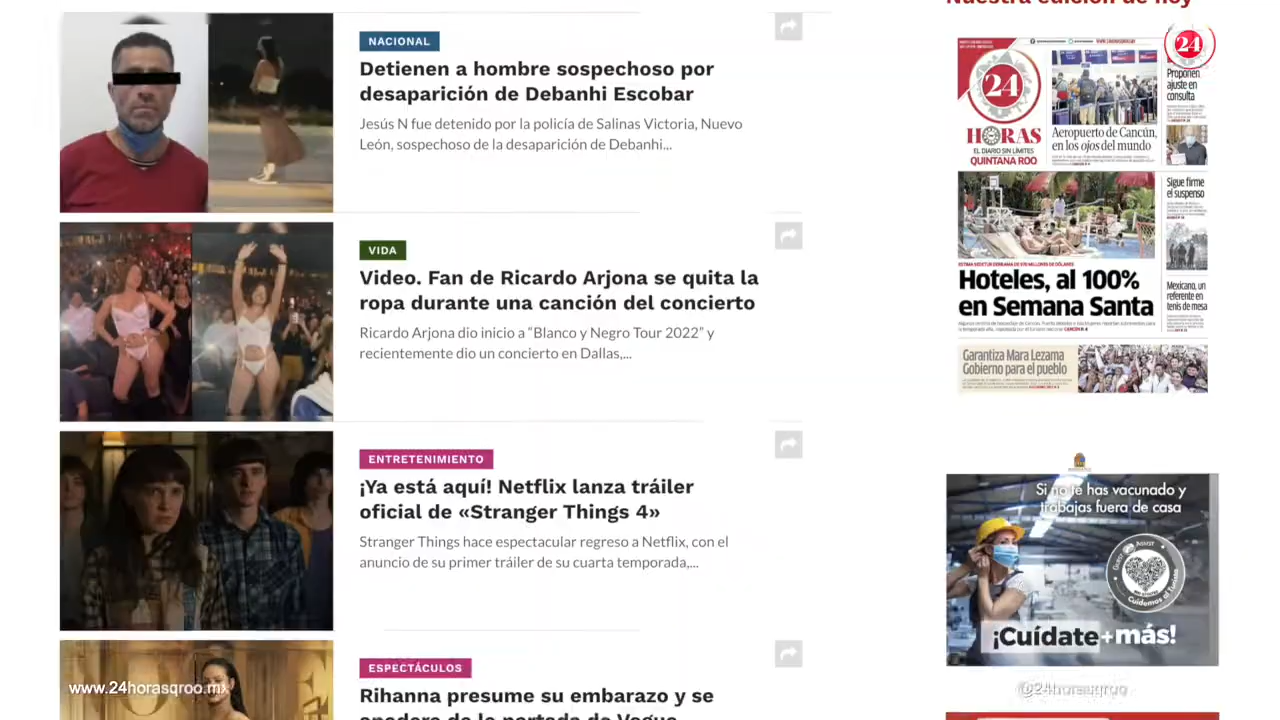 NACIONAL
Detienen a hombre sospechoso por
desaparición de Debanhi Escobar
Jesús N fue detenido por la policía de Salinas Victoria, Nuevo
León, sospechoso de la desaparición de Debanhi...
VIDA
Video. Fan de Ricardo Arjona se quita la
ropa durante una canción del concierto
Ricardo Arjona dio inicio a “Blanco y Negro Tour 2022” y
recientemente dio un concierto en Dallas,...
ENTRETENIMIENTO
¡Ya está aquí! Netflix lanza tráiler
oficial de «Stranger Things 4»
Stranger Things hace espectacular regreso a Netflix, con el
anuncio de su primer tráiler de su cuarta temporada,...
ESPECTÁCULOS
Rihanna presume su embarazo y se
www.24horasqroo.mx
Nuestra edición de hoy
24
24
HORAS
EL DIARIO SIN LÍMITES
QUINTANA ROO
Aeropuerto de Cancún,
en los ojos del mundo
Proponen
ajuste en
consulta
Sigue firme
el suspenso
Hoteles, al 100%
en Semana Santa
Mexicano, un
referente en
tenis de mesa
Garantiza Mara Lezama
Gobierno para el pueblo
Si no te has vacunado y
trabajas fuera de casa
Cuidamos al Turista
¡Cuídate+más!
@24horasqroo